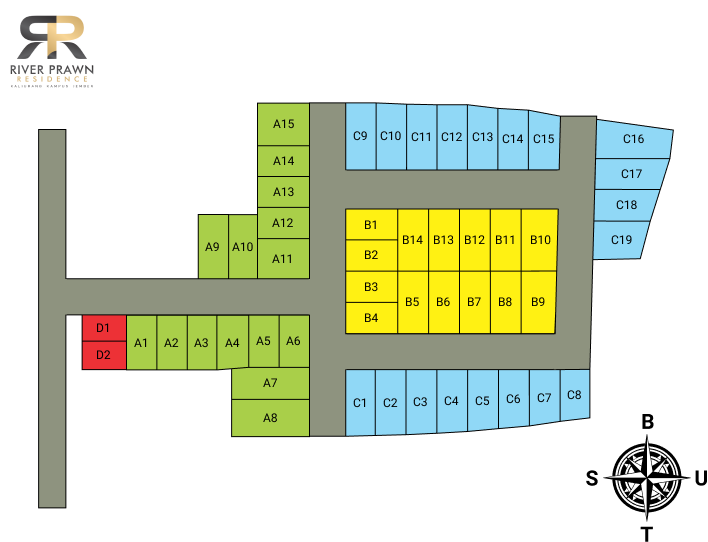 RIVER PRAWN
RESIDENCE
KALIERANG KAMPUS JEMBER
A15
A14
A13
A12
A11
A9 A10
C9 C10 C11 C12 C13 C14 C15
C16
C17
C18
C19
B1
B2
B3
B4
B14 B13 B12 B11 B10
B5 B6 B7 B8 B9
D1
D2
A1 A2 A3 A4 A5 A6
A7
A8
C1 C2 C3 C4 C5 C6 C7 C8
B
S U
T